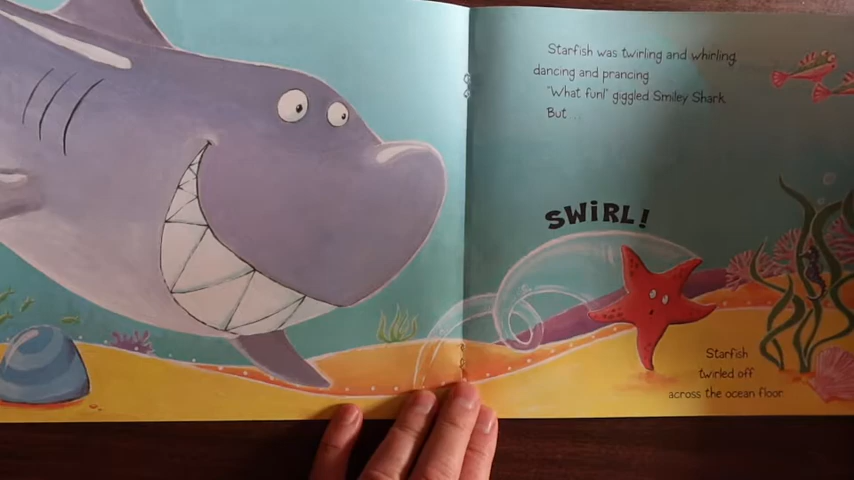 Starfish was twirling and whirling,
dancing and prancing
"What fun!" giggled Smiley Shark.
But . . .
SWiRL!
Starfish
twirled off
across the ocean floor.